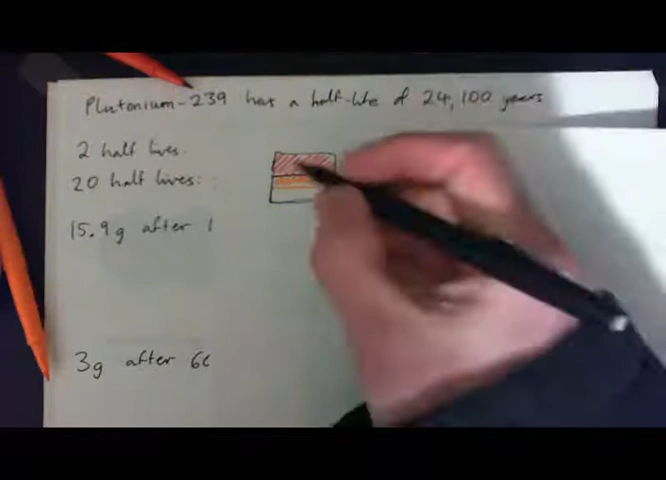 Plutonium-239 has a half-life of 24,100 years
2 half lives.
20 half lives:
15.9g after 1
3g after 6